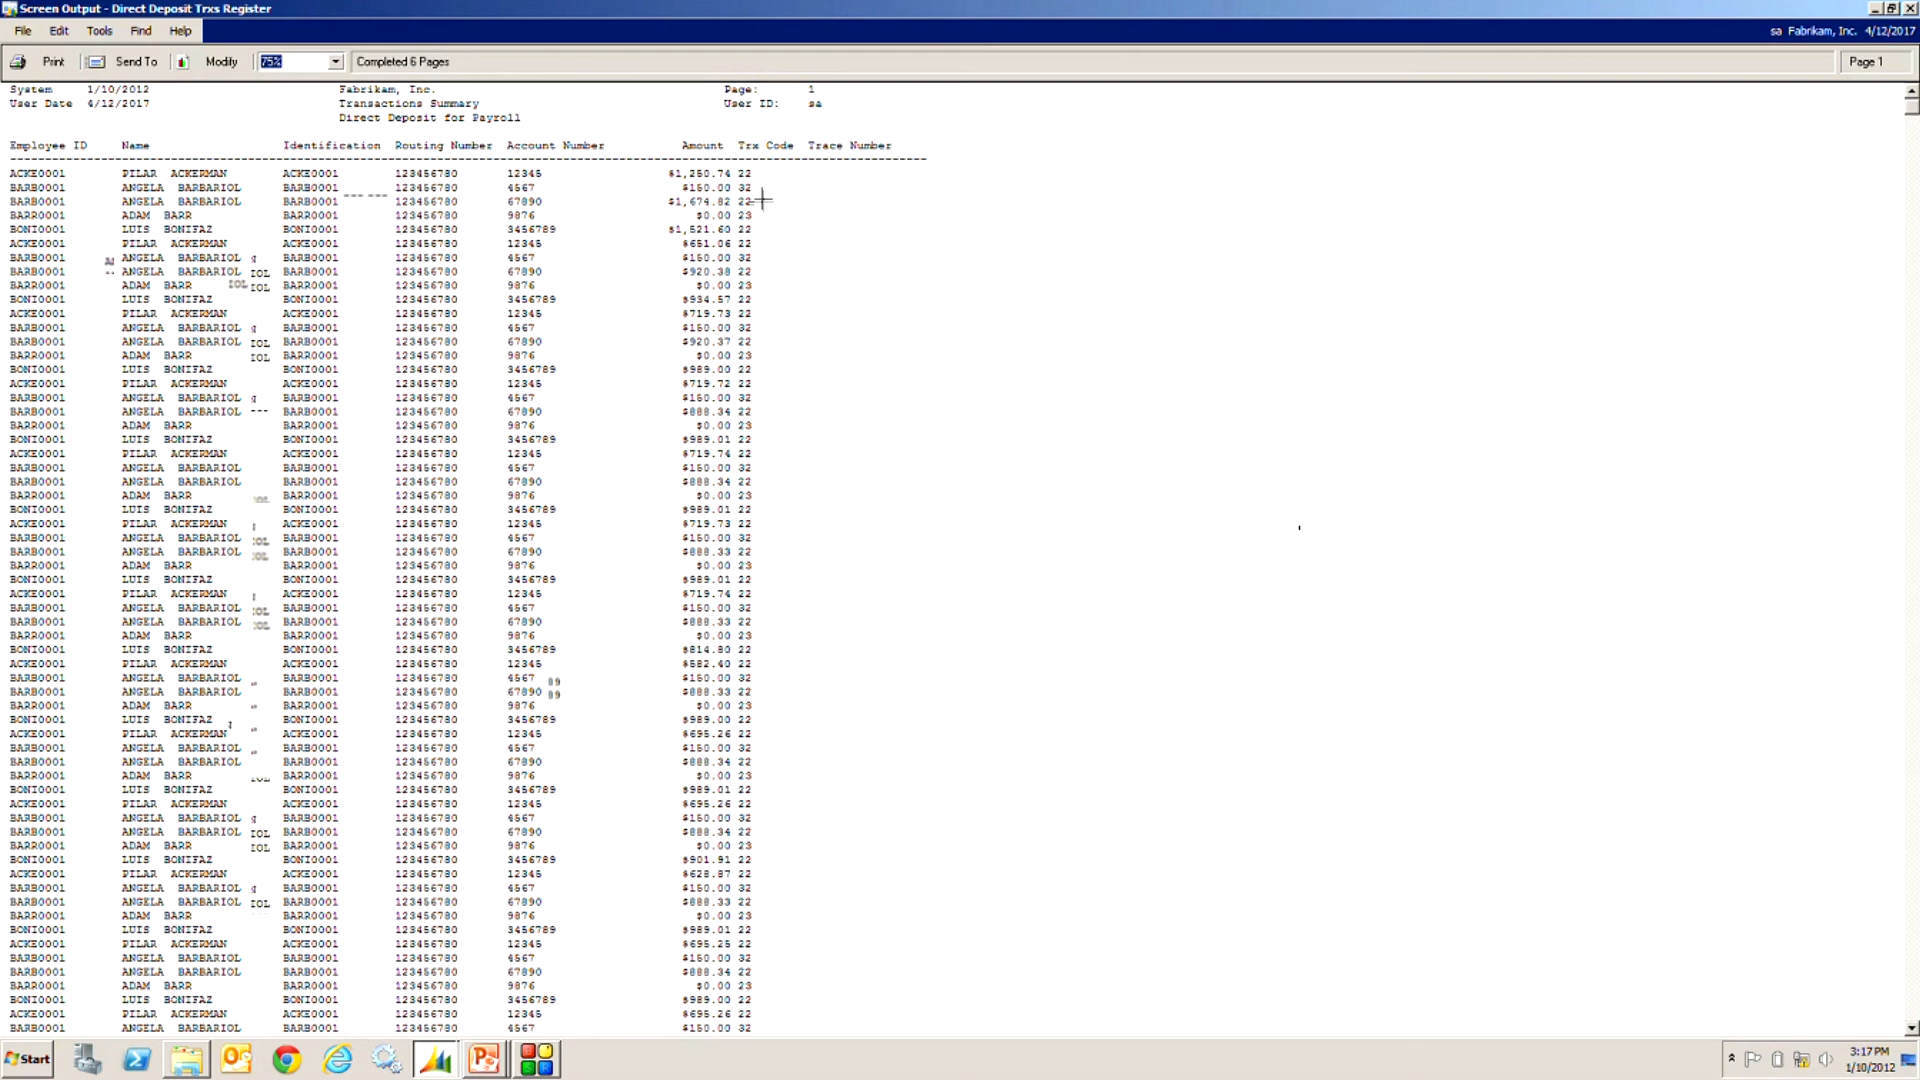 Screen Output - Direct Deposit Trxs Register
File Edit Tools Find Help
sa Fabrikam, Inc. 4/12/2017
Print Send To Modify 75% Completed 6 Pages Page 1
System 1/10/2012 Fabrikam, Inc. Page: 1
User Date 4/12/2017 Transactions Summary User ID: sa
Direct Deposit for Payroll
Employee ID Name Identification Routing Number Account Number Amount Trx Code Trace Number
ACKE0001 PILAR ACKERMAN ACKE0001 123456780 12345 $1,250.74 22
BARB0001 ANGELA BARBARIOL BARB0001 123456780 4567 $150.00 32
BARB0001 ANGELA BARBARIOL BARB0001 123456780 67890 $1,674.82 22
BARR0001 ADAM BARR BARR0001 123456780 9876 $0.00 23
BONI0001 LUIS BONIFAZ BONI0001 123456780 3456789 $1,521.60 22
ACKE0001 PILAR ACKERMAN ACKE0001 123456780 12345 $651.06 22
BARB0001 ANGELA BARBARIOL BARB0001 123456780 4567 $150.00 32
BARB0001 ANGELA BARBARIOL BARB0001 123456780 67890 $920.38 22
BARR0001 ADAM BARR BARR0001 123456780 9876 $0.00 23
BONI0001 LUIS BONIFAZ BONI0001 123456780 3456789 $934.57 22
ACKE0001 PILAR ACKERMAN ACKE0001 123456780 12345 $719.73 22
BARB0001 ANGELA BARBARIOL BARB0001 123456780 4567 $150.00 32
BARB0001 ANGELA BARBARIOL BARB0001 123456780 67890 $920.37 22
BARR0001 ADAM BARR BARR0001 123456780 9876 $0.00 23
BONI0001 LUIS BONIFAZ BONI0001 123456780 3456789 $989.00 22
ACKE0001 PILAR ACKERMAN ACKE0001 123456780 12345 $719.72 22
BARB0001 ANGELA BARBARIOL BARB0001 123456780 4567 $150.00 32
BARB0001 ANGELA BARBARIOL BARB0001 123456780 67890 $888.34 22
BARR0001 ADAM BARR BARR0001 123456780 9876 $0.00 23
BONI0001 LUIS BONIFAZ BONI0001 123456780 3456789 $989.01 22
ACKE0001 PILAR ACKERMAN ACKE0001 123456780 12345 $719.74 22
BARB0001 ANGELA BARBARIOL BARB0001 123456780 4567 $150.00 32
BARB0001 ANGELA BARBARIOL BARB0001 123456780 67890 $888.34 22
BARR0001 ADAM BARR BARR0001 123456780 9876 $0.00 23
BONI0001 LUIS BONIFAZ BONI0001 123456780 3456789 $989.01 22
ACKE0001 PILAR ACKERMAN ACKE0001 123456780 12345 $719.73 22
BARB0001 ANGELA BARBARIOL BARB0001 123456780 4567 $150.00 32
BARB0001 ANGELA BARBARIOL BARB0001 123456780 67890 $888.33 22
BARR0001 ADAM BARR BARR0001 123456780 9876 $0.00 23
BONI0001 LUIS BONIFAZ BONI0001 123456780 3456789 $989.01 22
ACKE0001 PILAR ACKERMAN ACKE0001 123456780 12345 $719.74 22
BARB0001 ANGELA BARBARIOL BARB0001 123456780 4567 $150.00 32
BARB0001 ANGELA BARBARIOL BARB0001 123456780 67890 $888.33 22
BARR0001 ADAM BARR BARR0001 123456780 9876 $0.00 23
BONI0001 LUIS BONIFAZ BONI0001 123456780 3456789 $814.80 22
ACKE0001 PILAR ACKERMAN ACKE0001 123456780 12345 $582.40 22
BARB0001 ANGELA BARBARIOL BARB0001 123456780 4567 $150.00 32
BARB0001 ANGELA BARBARIOL BARB0001 123456780 67890 $888.33 22
BARR0001 ADAM BARR BARR0001 123456780 9876 $0.00 23
BONI0001 LUIS BONIFAZ BONI0001 123456780 3456789 $989.00 22
ACKE0001 PILAR ACKERMAN ACKE0001 123456780 12345 $695.26 22
BARB0001 ANGELA BARBARIOL BARB0001 123456780 4567 $150.00 32
BARB0001 ANGELA BARBARIOL BARB0001 123456780 67890 $888.34 22
BARR0001 ADAM BARR BARR0001 123456780 9876 $0.00 23
BONI0001 LUIS BONIFAZ BONI0001 123456780 3456789 $989.01 22
ACKE0001 PILAR ACKERMAN ACKE0001 123456780 12345 $695.26 22
BARB0001 ANGELA BARBARIOL BARB0001 123456780 4567 $150.00 32
BARB0001 ANGELA BARBARIOL BARB0001 123456780 67890 $888.34 22
BARR0001 ADAM BARR BARR0001 123456780 9876 $0.00 23
BONI0001 LUIS BONIFAZ BONI0001 123456780 3456789 $901.91 22
ACKE0001 PILAR ACKERMAN ACKE0001 123456780 12345 $628.87 22
BARB0001 ANGELA BARBARIOL BARB0001 123456780 4567 $150.00 32
BARB0001 ANGELA BARBARIOL BARB0001 123456780 67890 $888.33 22
BARR0001 ADAM BARR BARR0001 123456780 9876 $0.00 23
BONI0001 LUIS BONIFAZ BONI0001 123456780 3456789 $989.01 22
ACKE0001 PILAR ACKERMAN ACKE0001 123456780 12345 $695.25 22
BARB0001 ANGELA BARBARIOL BARB0001 123456780 4567 $150.00 32
BARB0001 ANGELA BARBARIOL BARB0001 123456780 67890 $888.34 22
BARR0001 ADAM BARR BARR0001 123456780 9876 $0.00 23
BONI0001 LUIS BONIFAZ BONI0001 123456780 3456789 $989.00 22
ACKE0001 PILAR ACKERMAN ACKE0001 123456780 12345 $695.26 22
BARB0001 ANGELA BARBARIOL BARB0001 123456780 4567 $150.00 32
Start
3:17 PM
1/10/2012